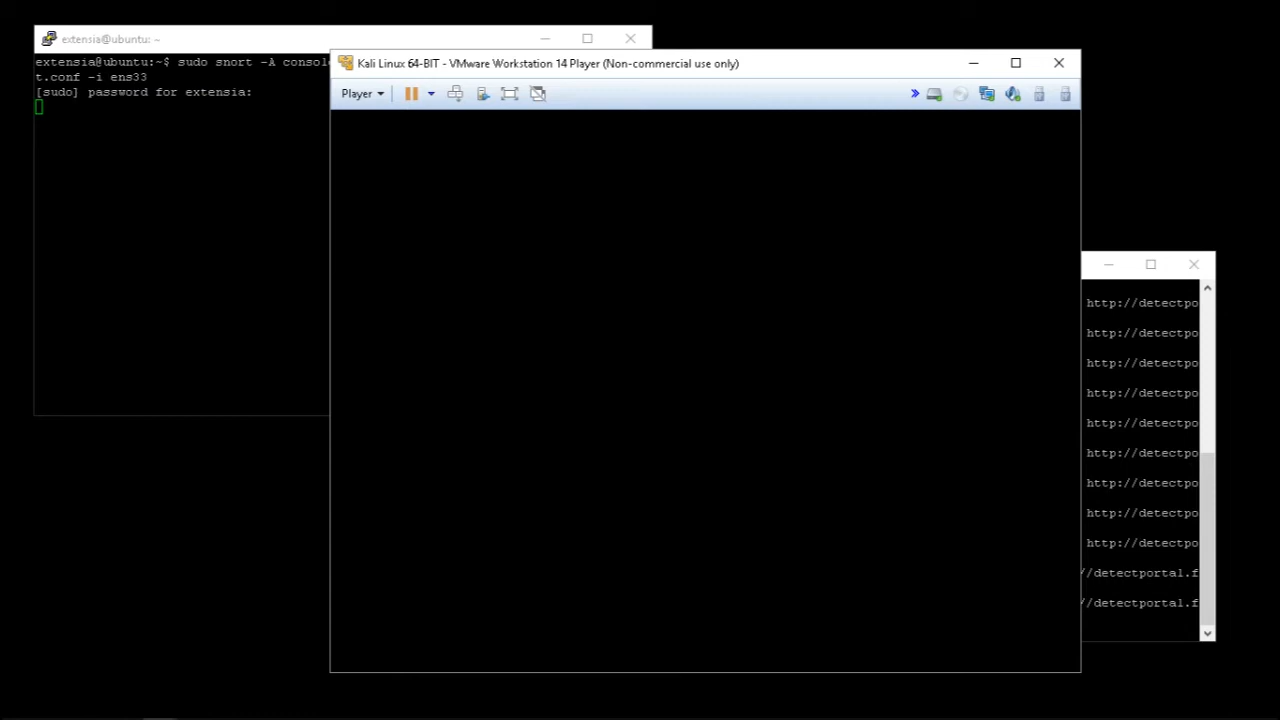 extensia@ubuntu: ~
extensia@ubuntu:~$ sudo snort -A consol
t.conf -i ens33
[sudo] password for extensia:
Kali Linux 64-BIT - VMware Workstation 14 Player (Non-commercial use only)
Player
http://detectpo
http://detectpo
http://detectpo
http://detectpo
http://detectpo
http://detectpo
http://detectpo
http://detectpo
http://detectpo
//detectportal.f
//detectportal.f